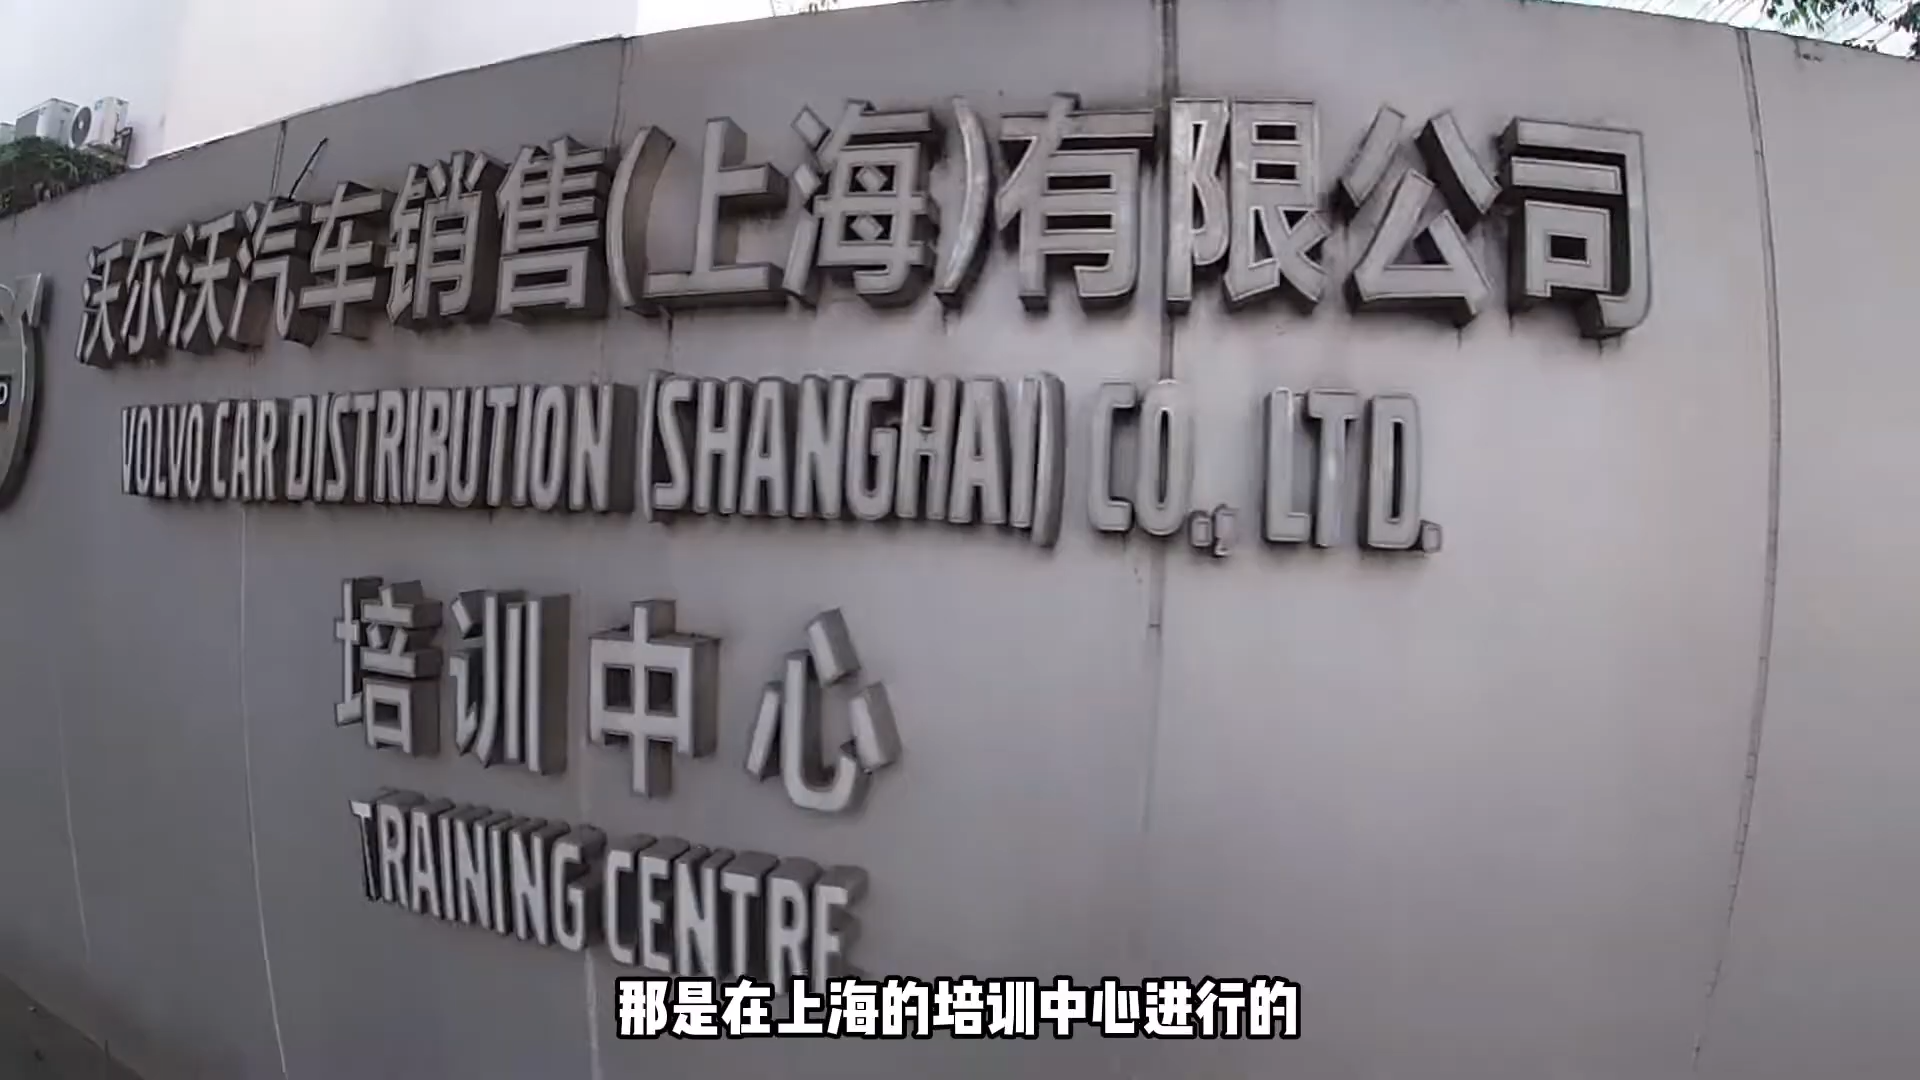 沃尔沃汽车销售(上海)有限公司
VOLVO CAR DISTRIBUTION (SHANGHAI) CO., LTD.
培训中心
TRAINING CENTRE
那是在上海的培训中心进行的